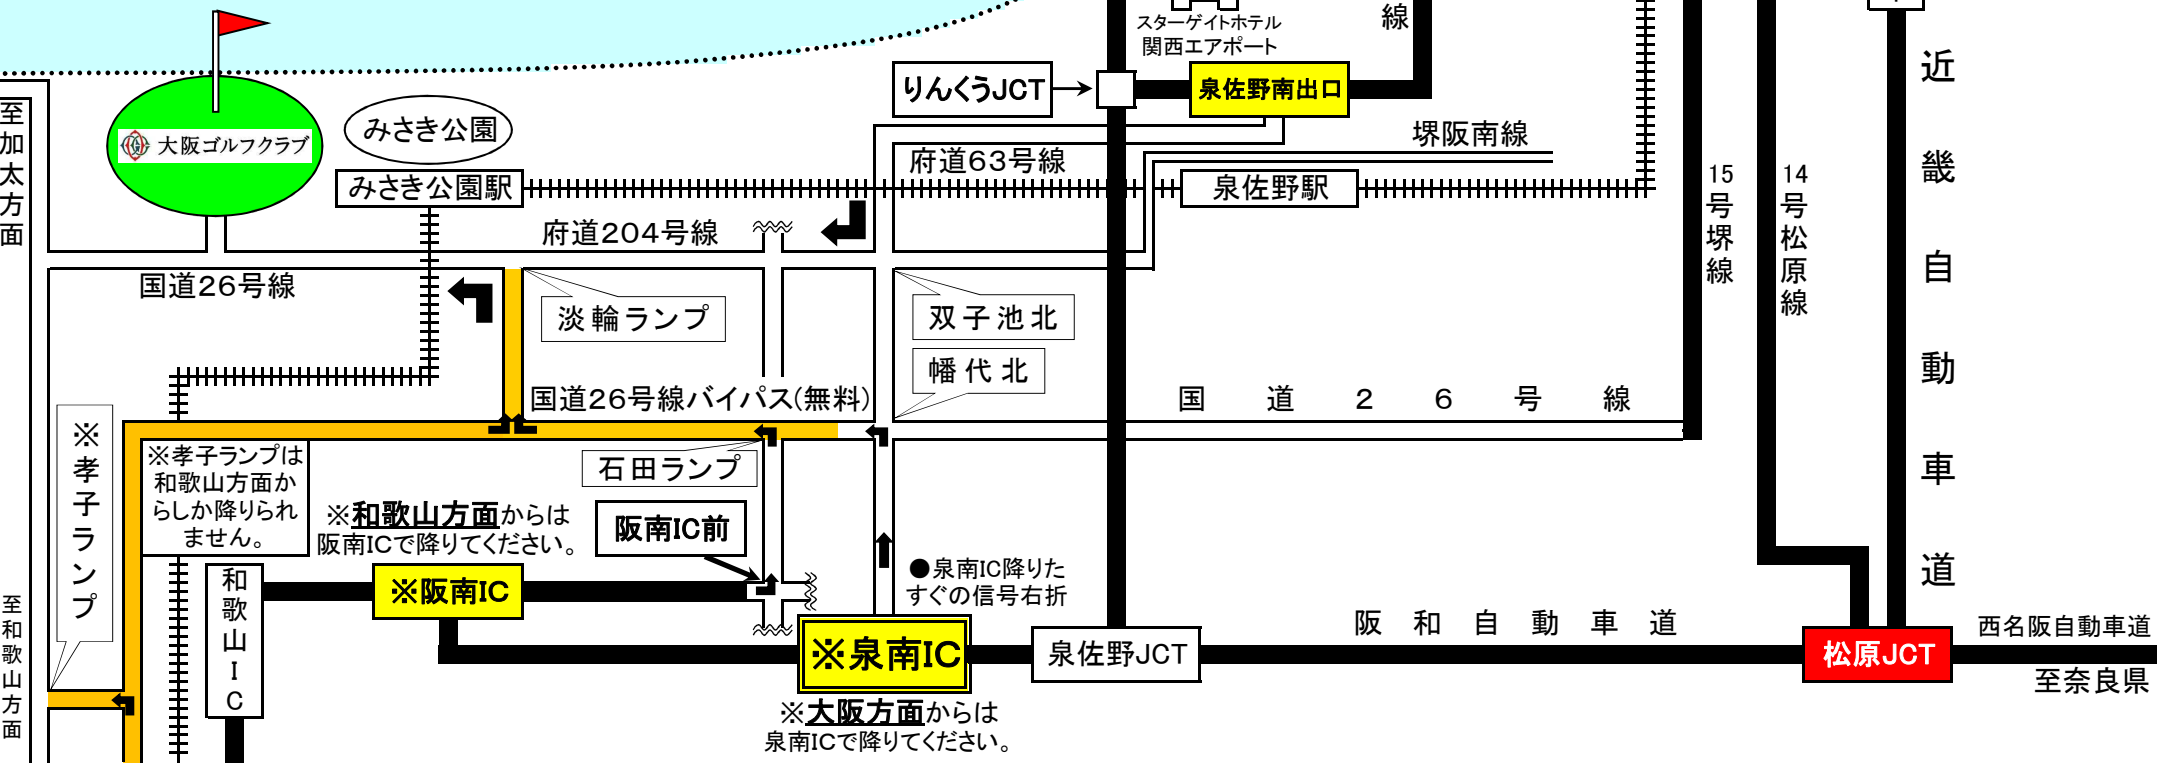 スターゲイトホテル
関西エアポート
線
近畿自動車道
りんくうJCT
泉佐野南出口
至加太方面
大阪ゴルフクラブ
みさき公園
みさき公園駅
府道63号線
堺阪南線
泉佐野駅
15号堺線
14号松原線
府道204号線
国道26号線
淡輪ランプ
双子池北
幡代北
国道26号線バイパス(無料)
国道26号線
※孝子ランプ
※孝子ランプは
和歌山方面か
らしか降りられ
ません。
石田ランプ
※和歌山方面からは
阪南ICで降りてください。
阪南IC前
和歌山IC
※阪南IC
●泉南IC降りた
すぐの信号右折
※泉南IC
泉佐野JCT
阪和自動車道
松原JCT
西名阪自動車道
至奈良県
至和歌山方面
※大阪方面からは
泉南ICで降りてください。